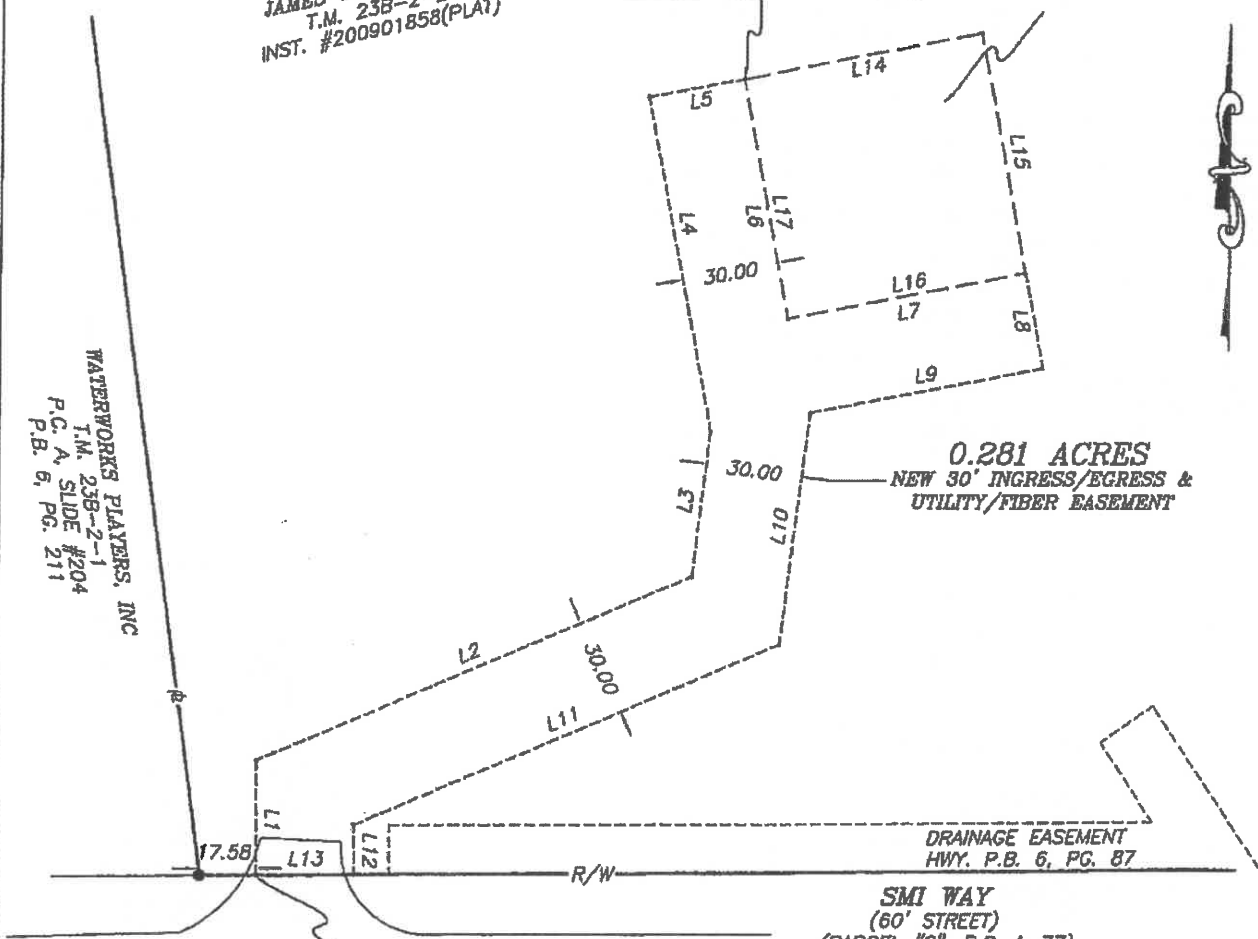 JAMES
T.M. 23B-2
INST. #200901858(PLAT)
L5
L14
L15
L4
L17
L6
30.00
L16
L7
L8
L9
WATERWORKS PLAYERS, INC
T.M. 23B-2-1
P.C. A, SLIDE #204
P.B. 6, PG. 211
30.00
L3
L10
0.281 ACRES
NEW 30' INGRESS/EGRESS &
UTILITY/FIBER EASEMENT
L2
30.00
L11
L1
L12
17.58
L13
DRAINAGE EASEMENT
HWY. P.B. 6, PG. 87
R/W
SMI WAY
(60' STREET)